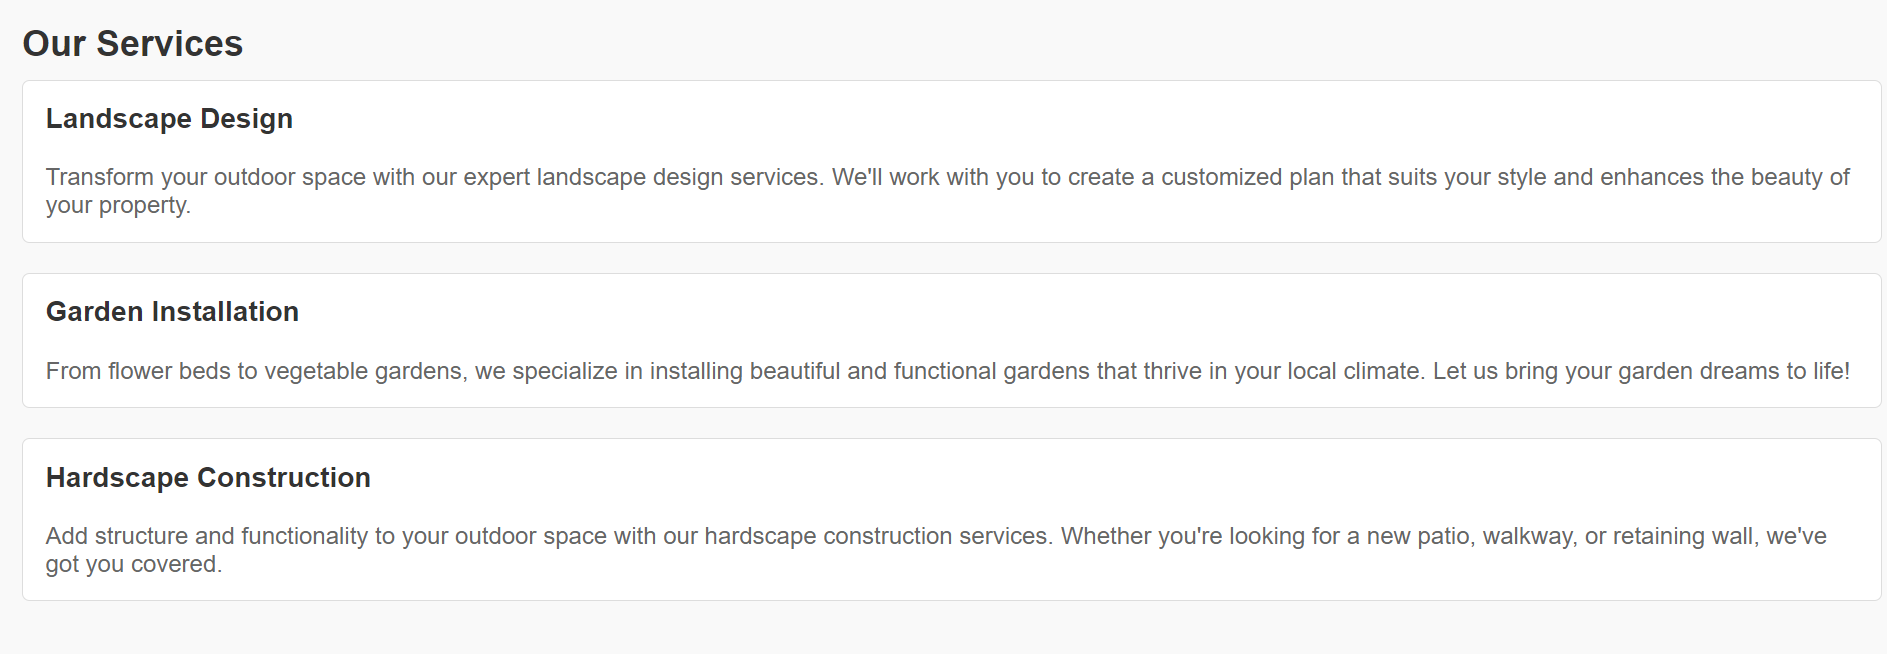 Our Services
Landscape Design
Transform your outdoor space with our expert landscape design services. We'll work with you to create a customized plan that suits your style and enhances the beauty of
your property.
Garden Installation
From flower beds to vegetable gardens, we specialize in installing beautiful and functional gardens that thrive in your local climate. Let us bring your garden dreams to life!
Hardscape Construction
Add structure and functionality to your outdoor space with our hardscape construction services. Whether you're looking for a new patio, walkway, or retaining wall, we've
got you covered.